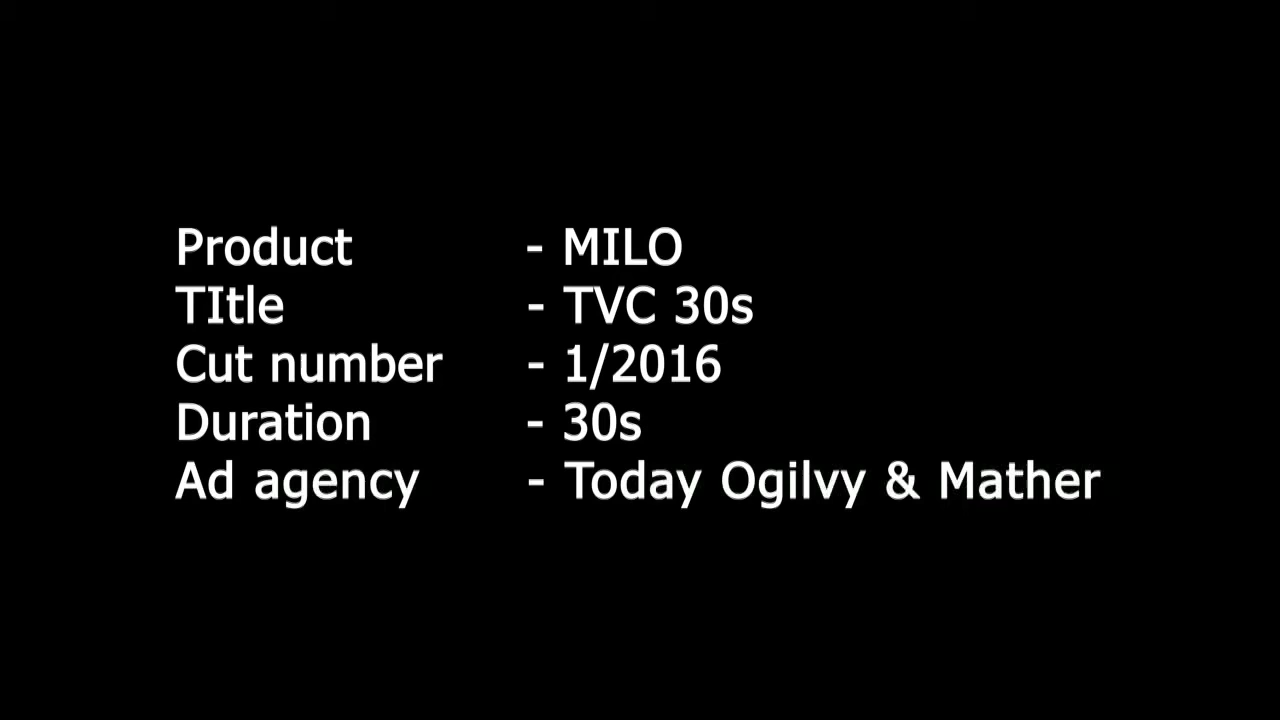 Product - MILO
TItle - TVC 30s
Cut number - 1/2016
Duration - 30s
Ad agency - Today Ogilvy & Mather